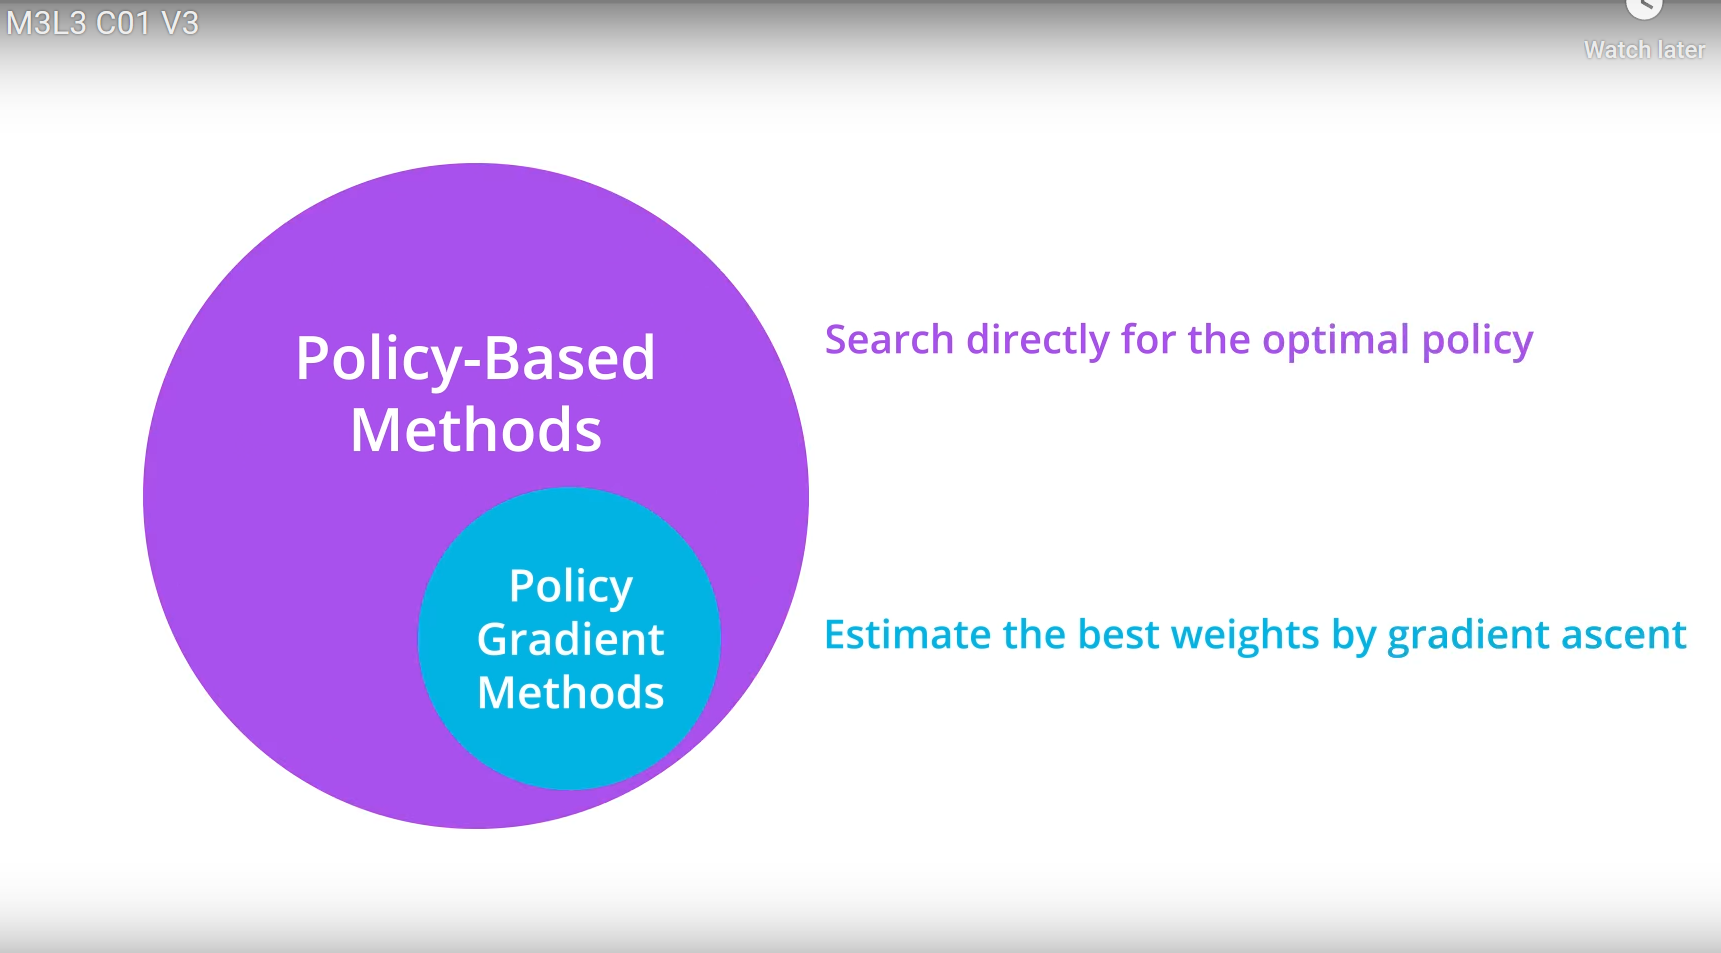 M3L3 C01 V3
Watch later
Policy-Based
Methods
Search directly for the optimal policy
Policy
Gradient
Methods
Estimate the best weights by gradient ascent